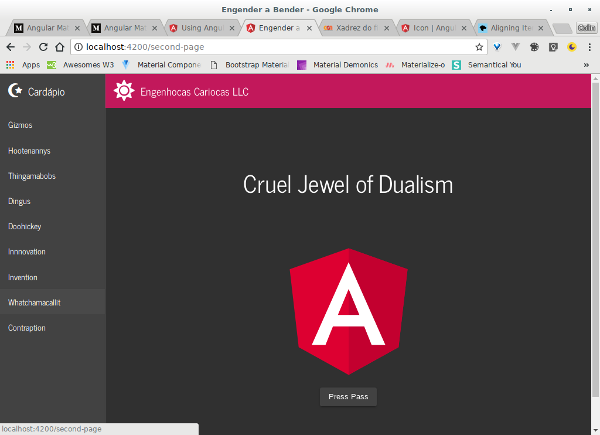 Engender a Bender - Google Chrome
Angular Ma
Angular Ma
Using Angu
Engender a
Xadrez do f
Icon | Angul
Aligning Ite
localhost:4200/second-page
Apps
Awesomes W3
Material Compone
Bootstrap Material
Material Demonics
Materialize-o
Semantical You
Cardápio
Engenhocas Cariocas LLC
Gizmos
Hootenannys
Thingamabobs
Dingus
Doohickey
Innnovation
Invention
Whatchamacallit
Contraption
Cruel Jewel of Dualism
A
Press Pass
localhost:4200/second-page